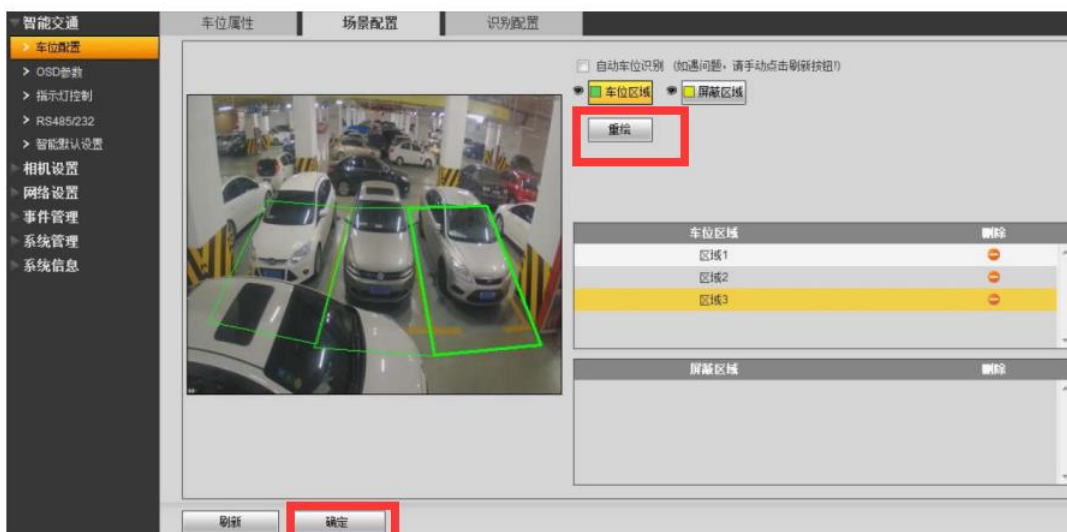 智能交通
车位配置
OSD参数
指示灯控制
RS485/232
智能默认设置
相机设置
网络设置
事件管理
系统管理
系统信息
车位属性 场景配置 识别配置
自动车位识别 (如遇问题，请手动点击刷新按钮!)
车位区域 屏蔽区域
重绘
车位区域 删除
区域1
区域2
区域3
屏蔽区域 删除
刷新 确定